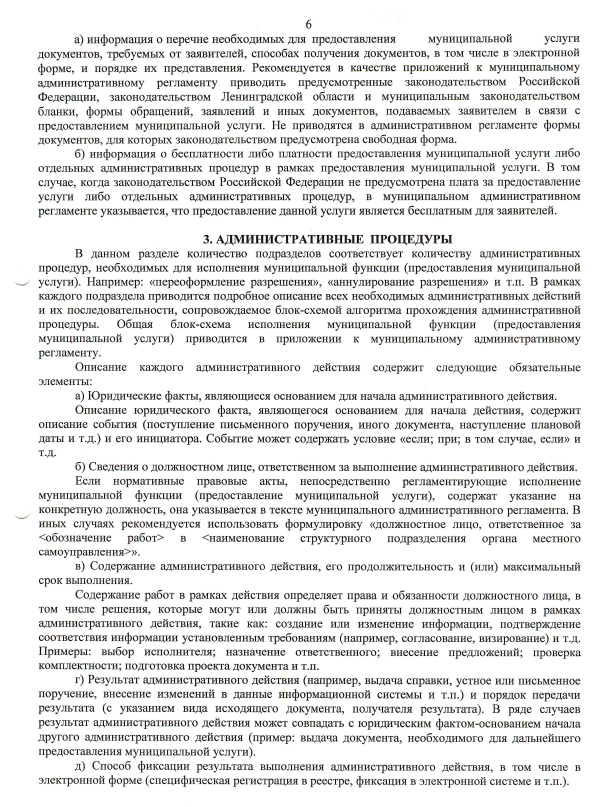 6
а) информация о перечне необходимых для предоставления муниципальной услуги
документов, требуемых от заявителей, способах получения документов, в том числе в электронной
форме, и порядке их представления. Рекомендуется в качестве приложений к муниципальному
административному регламенту приводить предусмотренные законодательством Российской
Федерации, законодательством Ленинградской области и муниципальным законодательством
бланки, формы обращений, заявлений и иных документов, подаваемых заявителем в связи с
предоставлением муниципальной услуги. Не приводятся в административном регламенте формы
документов, для которых законодательством предусмотрена свободная форма.
б) информация о бесплатности либо платности предоставления муниципальной услуги либо
отдельных административных процедур в рамках предоставления муниципальной услуги. В том
случае, когда законодательством Российской Федерации не предусмотрена плата за предоставление
услуги либо отдельных административных процедур, в муниципальном административном
регламенте указывается, что предоставление данной услуги является бесплатным для заявителей.
3. АДМИНИСТРАТИВНЫЕ ПРОЦЕДУРЫ
В данном разделе количество подразделов соответствует количеству административных
процедур, необходимых для исполнения муниципальной функции (предоставления муниципальной
услуги). Например: «переоформление разрешения», «аннулирование разрешения» и т.п. В рамках
каждого подраздела приводится подробное описание всех необходимых административных действий
и их последовательности, сопровождаемое блок-схемой алгоритма прохождения административной
процедуры. Общая блок-схема исполнения муниципальной функции (предоставления
муниципальной услуги) приводится в приложении к муниципальному административному
регламенту.
Описание каждого административного действия содержит следующие обязательные
элементы:
а) Юридические факты, являющиеся основанием для начала административного действия.
Описание юридического факта, являющегося основанием для начала действия, содержит
описание события (поступление письменного поручения, иного документа, наступление плановой
даты и т.д.) и его инициатора. Событие может содержать условие «если; при; в том случае, если» и
т.д.
б) Сведения о должностном лице, ответственном за выполнение административного действия.
Если нормативные правовые акты, непосредственно регламентирующие исполнение
муниципальной функции (предоставление муниципальной услуги), содержат указание на
конкретную должность, она указывается в тексте муниципального административного регламента. В
иных случаях рекомендуется использовать формулировку «должностное лицо, ответственное за
<обозначение работ> в <наименование структурного подразделения органа местного
самоуправления>».
в) Содержание административного действия, его продолжительность и (или) максимальный
срок выполнения.
Содержание работ в рамках действия определяет права и обязанности должностного лица, в
том числе решения, которые могут или должны быть приняты должностным лицом в рамках
административного действия, такие как: создание или изменение информации, подтверждение
соответствия информации установленным требованиям (например, согласование, визирование) и т.д.
Примеры: выбор исполнителя; назначение ответственного; внесение предложений; проверка
комплектности; подготовка проекта документа и т.п.
г) Результат административного действия (например, выдача справки, устное или письменное
поручение, внесение изменений в данные информационной системы и т.п.) и порядок передачи
результата (с указанием вида исходящего документа, получателя результата). В ряде случаев
результат административного действия может совпадать с юридическим фактом-основанием начала
другого административного действия (пример: выдача документа, необходимого для дальнейшего
предоставления муниципальной услуги).
д) Способ фиксации результата выполнения административного действия, в том числе в
электронной форме (специфическая регистрация в реестре, фиксация в электронной системе и т.п.).